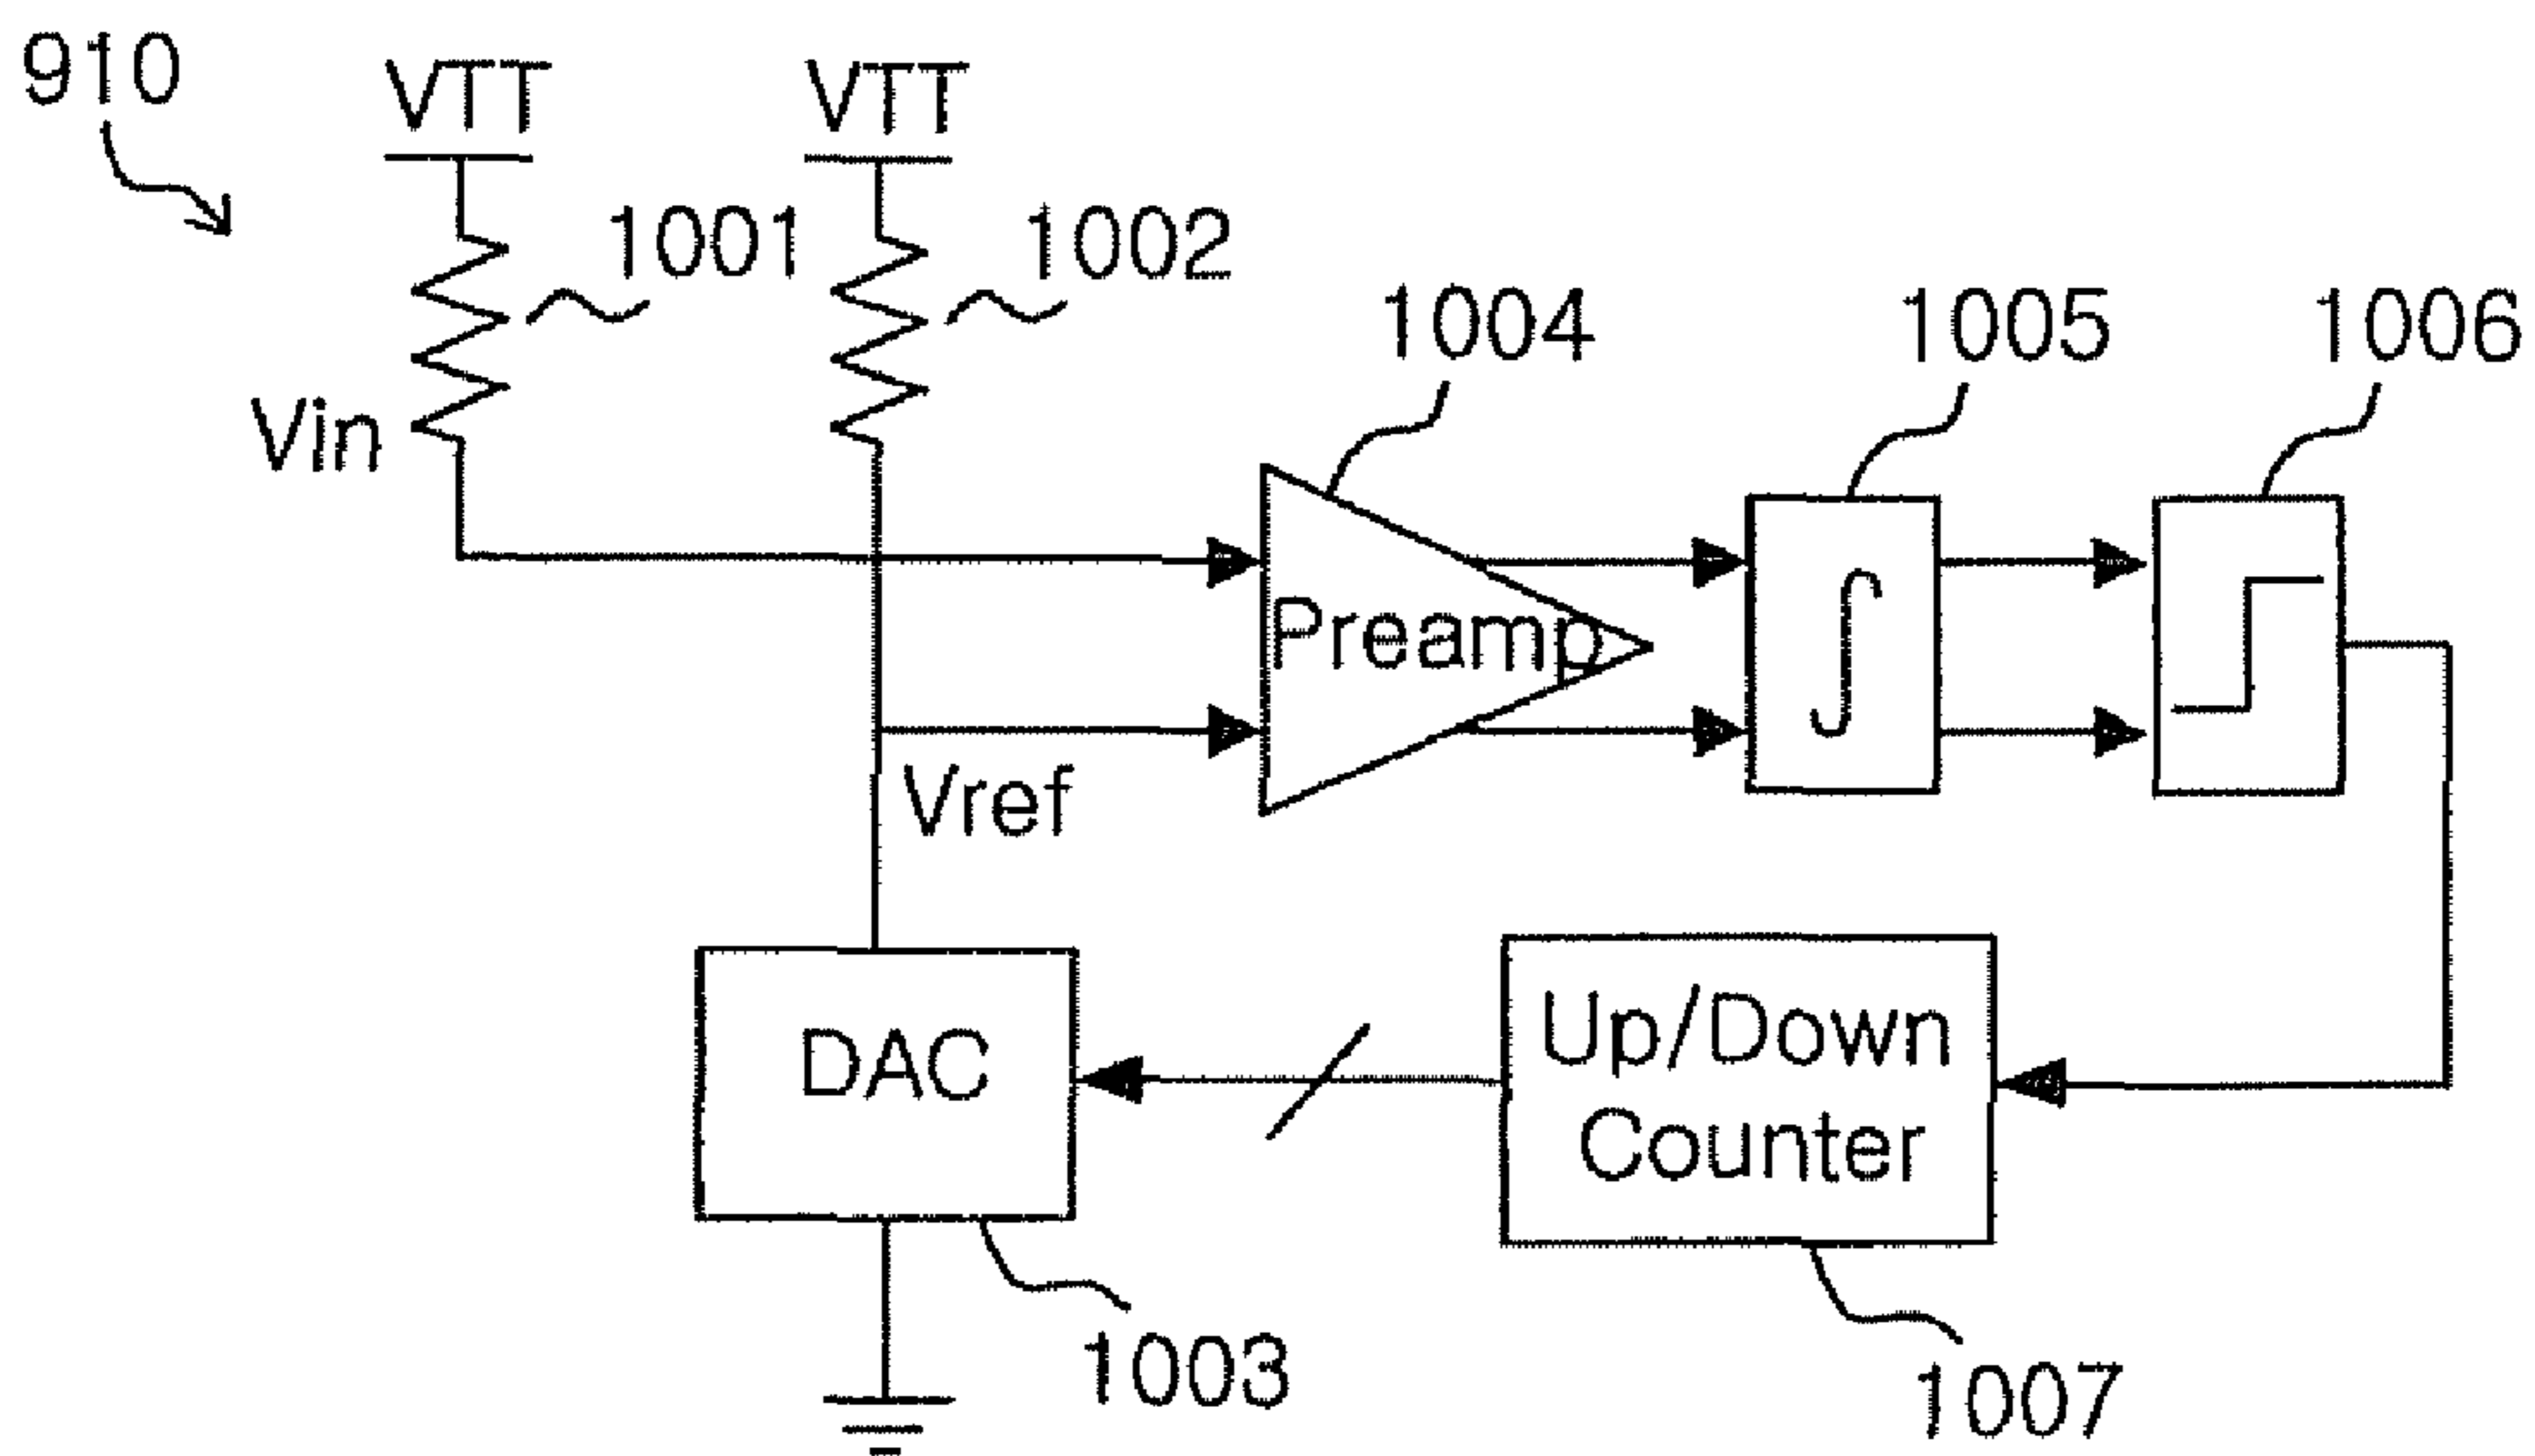 910
VTT
VTT
1001
1002
1004
1005
1006
Vin
Preamp
∫
Vref
DAC
Up/Down
Counter
1003
1007